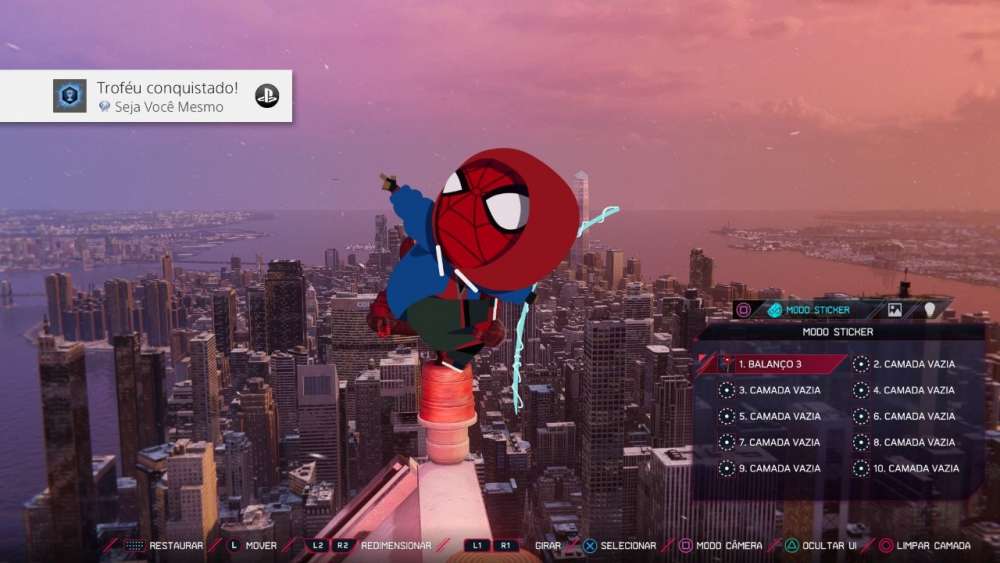 Troféu conquistado!
Seja Você Mesmo
MODO STICKER
MODO STICKER
1. BALANÇO 3
2. CAMADA VAZIA
3. CAMADA VAZIA
4. CAMADA VAZIA
5. CAMADA VAZIA
6. CAMADA VAZIA
7. CAMADA VAZIA
8. CAMADA VAZIA
9. CAMADA VAZIA
10. CAMADA VAZIA
RESTAURAR L MOVER L2 R2 REDIMENSIONAR L1 R1 GIRAR SELECIONAR MODO CÂMERA OCULTAR UI LIMPAR CAMADA